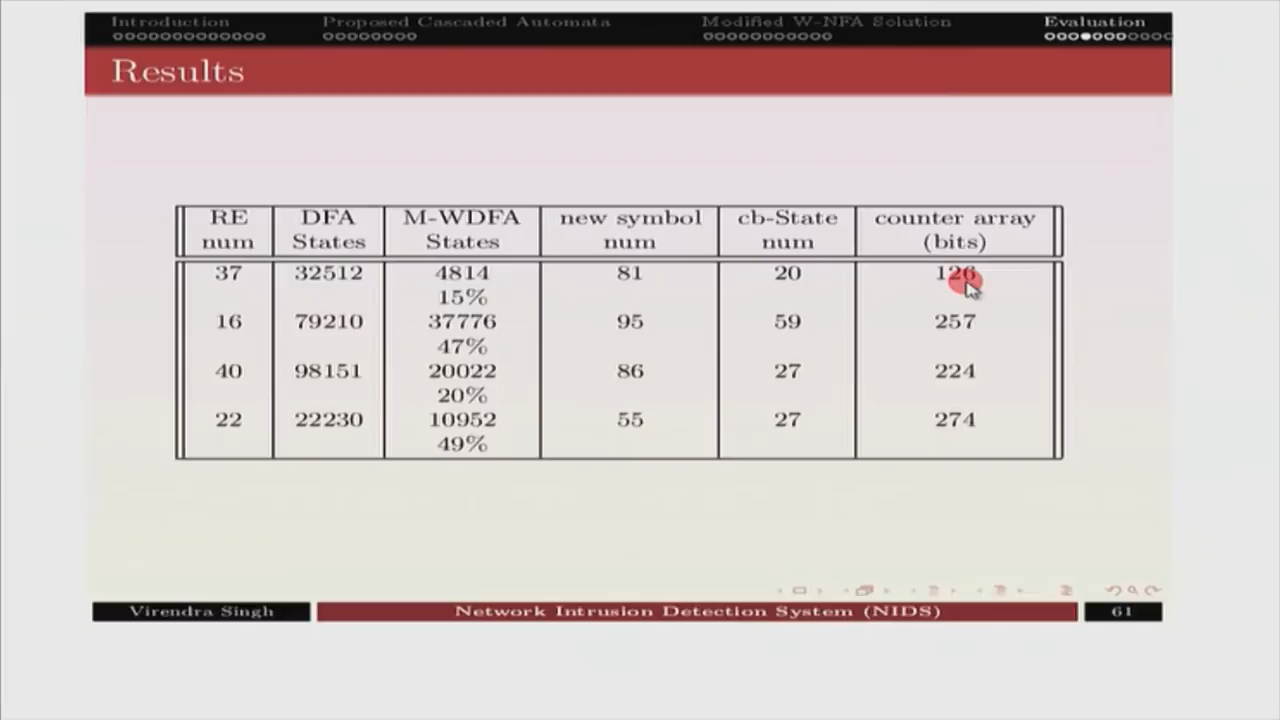 Introduction Proposed Cascaded Automata Modified W-NFA Solution Evaluation
Results
RE DFA M-WDFA new symbol cb-State counter array
num States States num num (bits)
37 32512 4814 81 20 126
15%
16 79210 37776 95 59 257
47%
40 98151 20022 86 27 224
20%
22 22230 10952 55 27 274
49%
Virendra Singh Network Intrusion Detection System (NIDS) 61